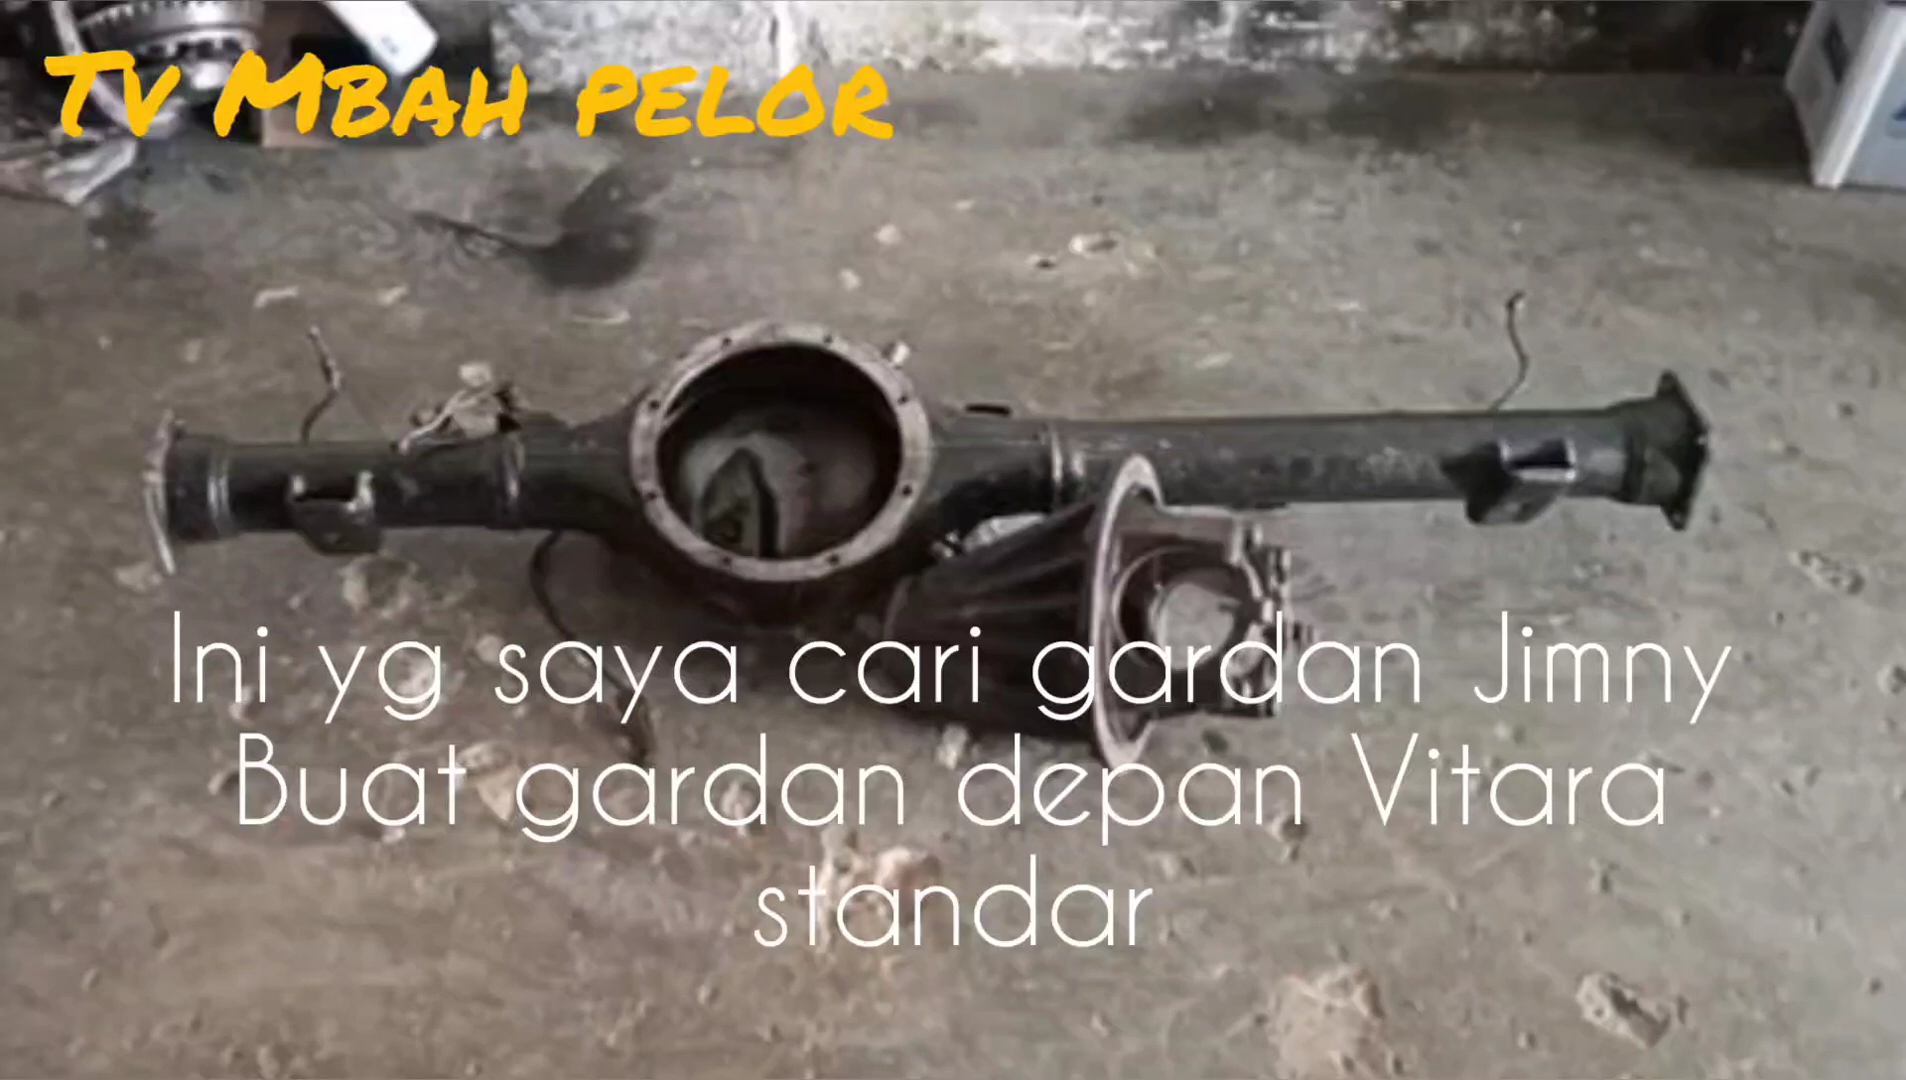 Tv Mbah pelor
Ini yg saya cari gardan Jimny
Buat gardan depan Vitara
standar